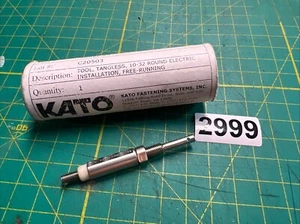 Part #: C20503
Description: TOOL, TANGLESS, 10-32 ROUND ELECTRIC
INSTALLATION, FREE-RUNNING
Quantity: 1
KATO®
KATO FASTENING SYSTEMS, INC.
2999